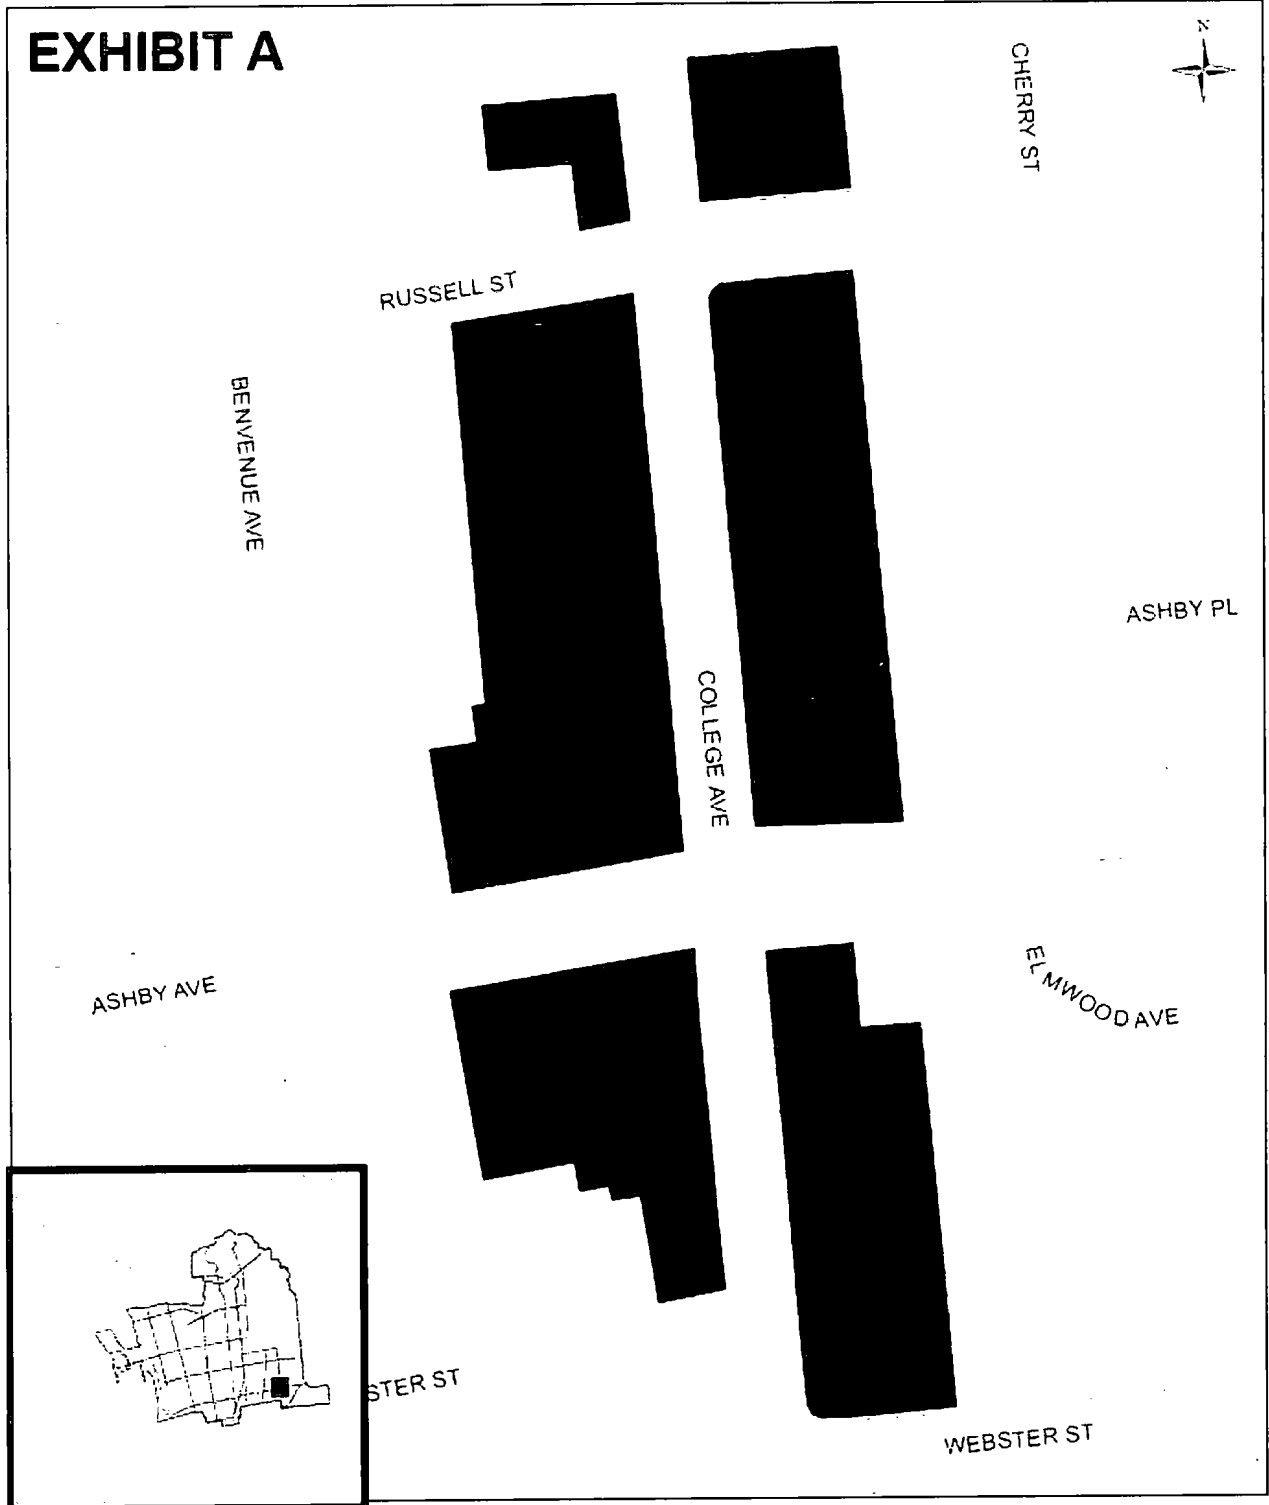 EXHIBIT A
N
CHERRY ST
RUSSELL ST
BENVENUE AVE
ASHBY PL
COLLEGE AVE
ASHBY AVE
ELMWOOD AVE
STER ST
WEBSTER ST